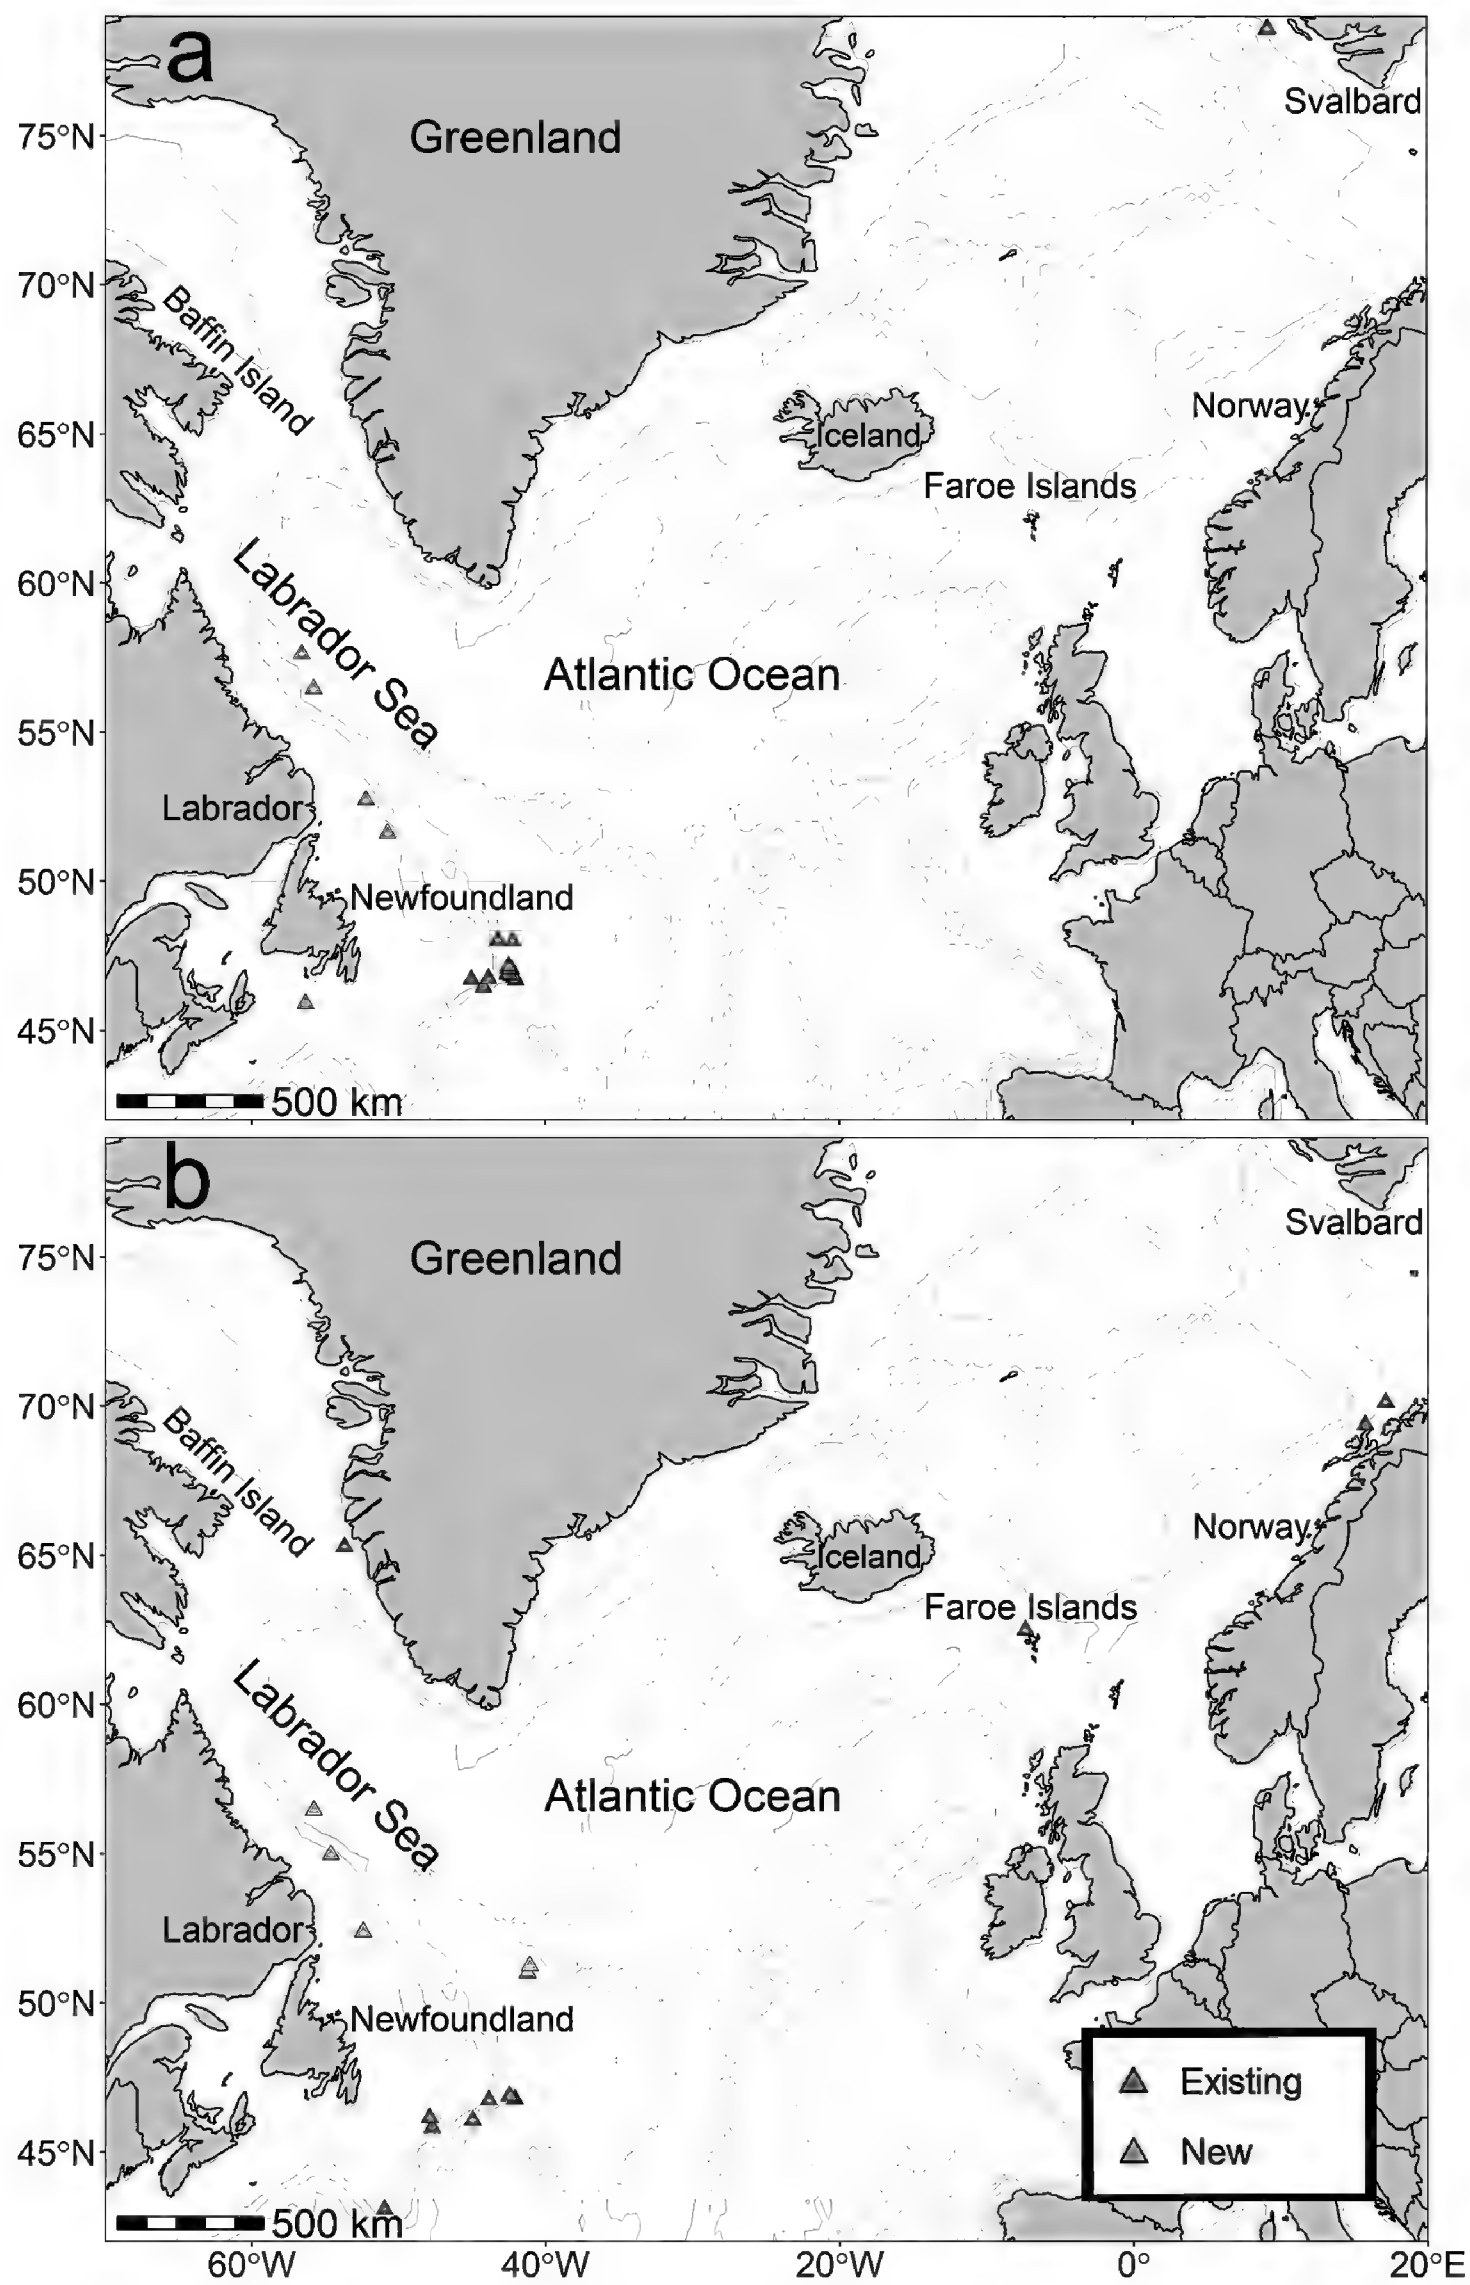 a
Greenland
Svalbard
75°N
70°N
Baffin Island
Norway
65°N
Iceland
Faroe Islands
Labrador Sea
60°N
Atlantic Ocean
55°N
Labrador
50°N
Newfoundland
45°N
500 km
b
Greenland
Svalbard
75°N
70°N
Baffin Island
Norway
65°N
Iceland
Faroe Islands
Labrador Sea
60°N
Atlantic Ocean
55°N
Labrador
50°N
Newfoundland
Existing
New
45°N
500 km
60°W 40°W 20°W 0° 20°E